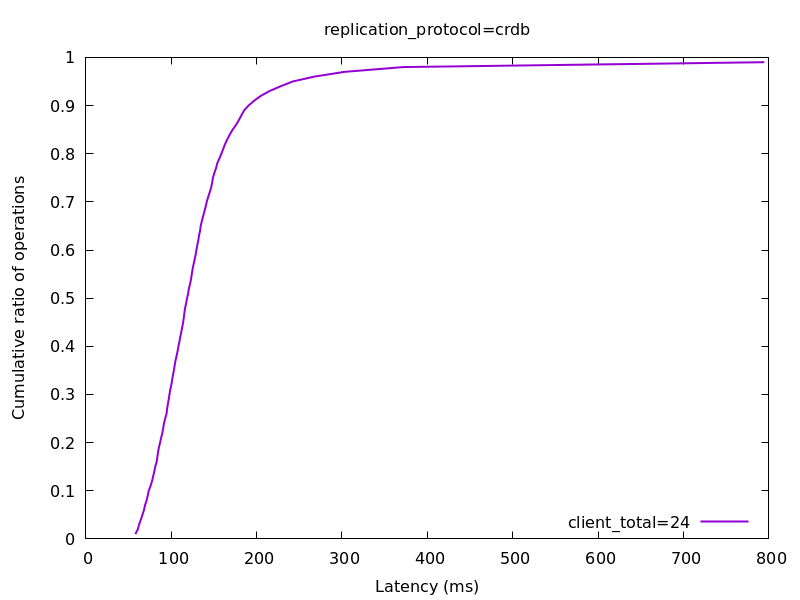 replication_protocol=crdb
1
0.9
0.8
0.7
0.6
0.5
0.4
0.3
0.2
0.1
0
Cumulative ratio of operations
client_total=24
0 100 200 300 400 500 600 700 800
Latency (ms)